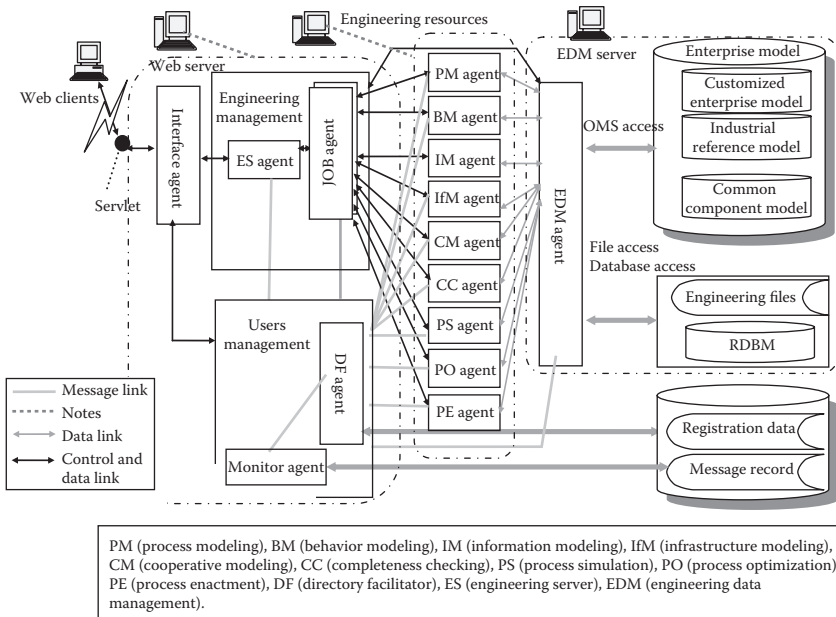 Engineering resources
Web server
EDM server
Web clients
Servlet
Interface agent
Engineering
management
ES agent
JOB agent
PM agent
BM agent
IM agent
IfM agent
CM agent
CC agent
PS agent
PO agent
PE agent
EDM agent
OMS access
Enterprise model
Customized
enterprise model
Industrial
reference model
Common
component model
File access
Database access
Engineering files
RDBM
Users
management
DF agent
Monitor agent
Registration data
Message record
Message link
Notes
Data link
Control and
data link
PM (process modeling), BM (behavior modeling), IM (information modeling), IfM (infrastructure modeling),
CM (cooperative modeling), CC (completeness checking), PS (process simulation), PO (process optimization)
PE (process enactment), DF (directory facilitator), ES (engineering server), EDM (engineering data
management).